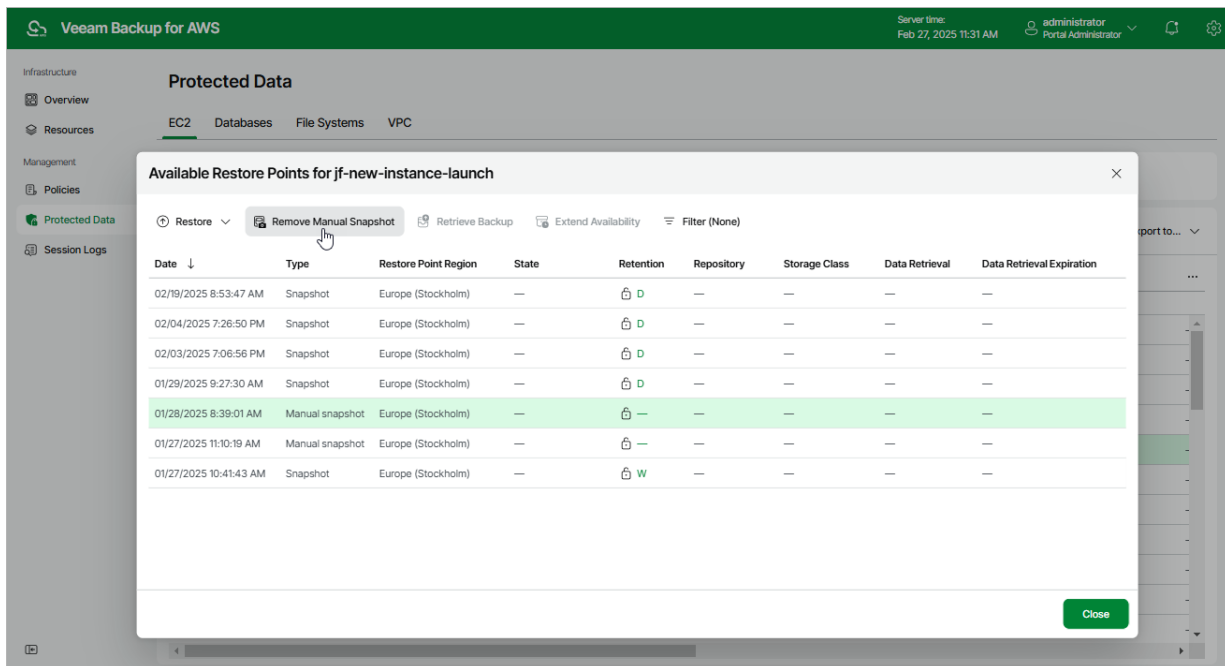 Veeam Backup for AWS
Server time:
Feb 27, 2025 11:31 AM
administrator
Portal Administrator
Infrastructure
Overview
Resources
Management
Policies
Protected Data
Session Logs
Protected Data
EC2 Databases File Systems VPC
Available Restore Points for jf-new-instance-launch
Restore Remove Manual Snapshot Retrieve Backup Extend Availability Filter (None)
port to...
Date ↓ Type Restore Point Region State Retention Repository Storage Class Data Retrieval Data Retrieval Expiration
...
02/19/2025 8:53:47 AM Snapshot Europe (Stockholm) — D — — — —
02/04/2025 7:26:50 PM Snapshot Europe (Stockholm) — D — — — —
02/03/2025 7:06:56 PM Snapshot Europe (Stockholm) — D — — — —
01/29/2025 9:27:30 AM Snapshot Europe (Stockholm) — D — — — —
01/28/2025 8:39:01 AM Manual snapshot Europe (Stockholm) — — — — — —
01/27/2025 11:10:19 AM Manual snapshot Europe (Stockholm) — — — — — —
01/27/2025 10:41:43 AM Snapshot Europe (Stockholm) — W — — — —
Close